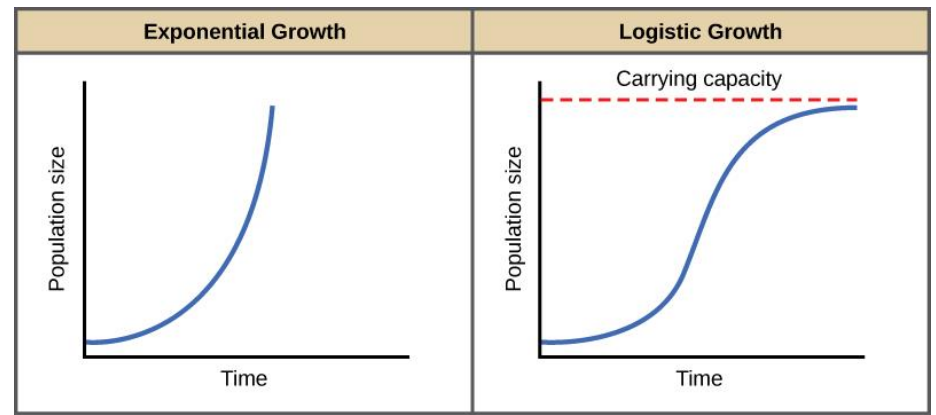 Exponential Growth
Logistic Growth
Population size
Time
Carrying capacity
Population size
Time